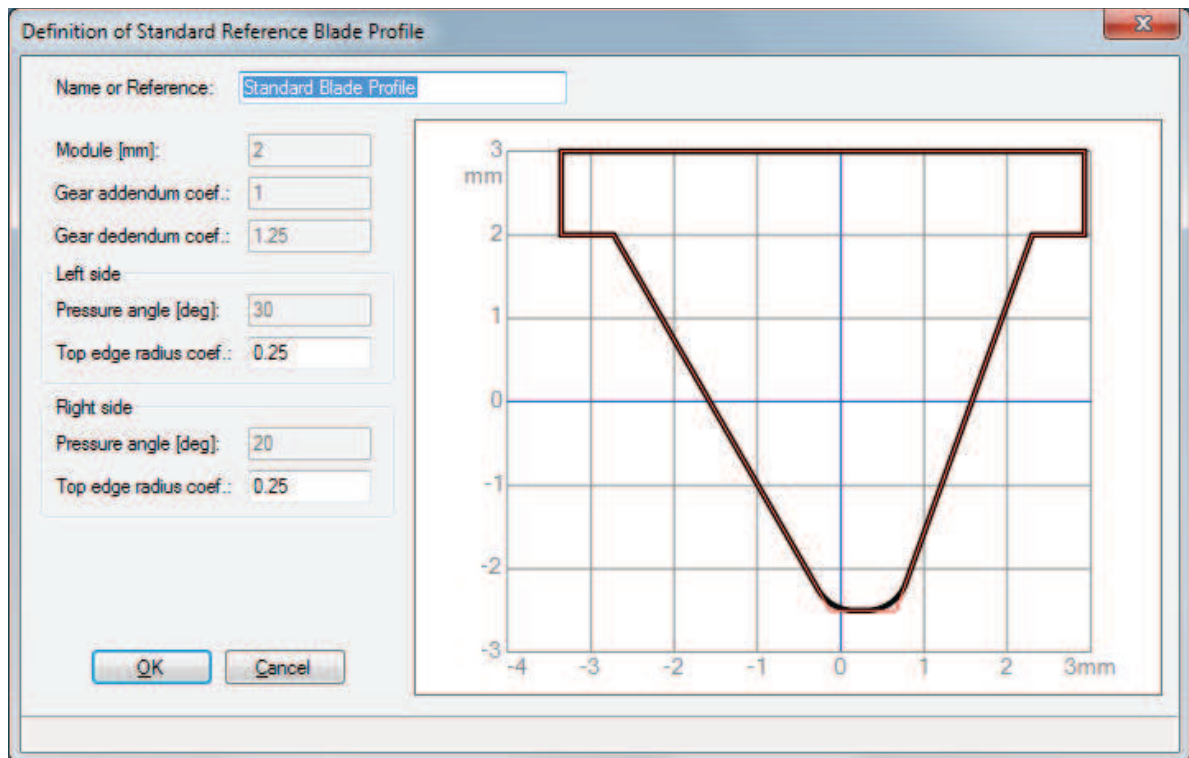 Definition of Standard Reference Blade Profile
Name or Reference: Standard Blade Profile
Module [mm]: 2
Gear addendum coef.: 1
Gear dedendum coef.: 1.25
Left side
Pressure angle [deg]: 30
Top edge radius coef.: 0.25
Right side
Pressure angle [deg]: 20
Top edge radius coef.: 0.25
OK Cancel
3
mm
2
1
0
-1
-2
-3
-4 -3 -2 -1 0 1 2 3mm